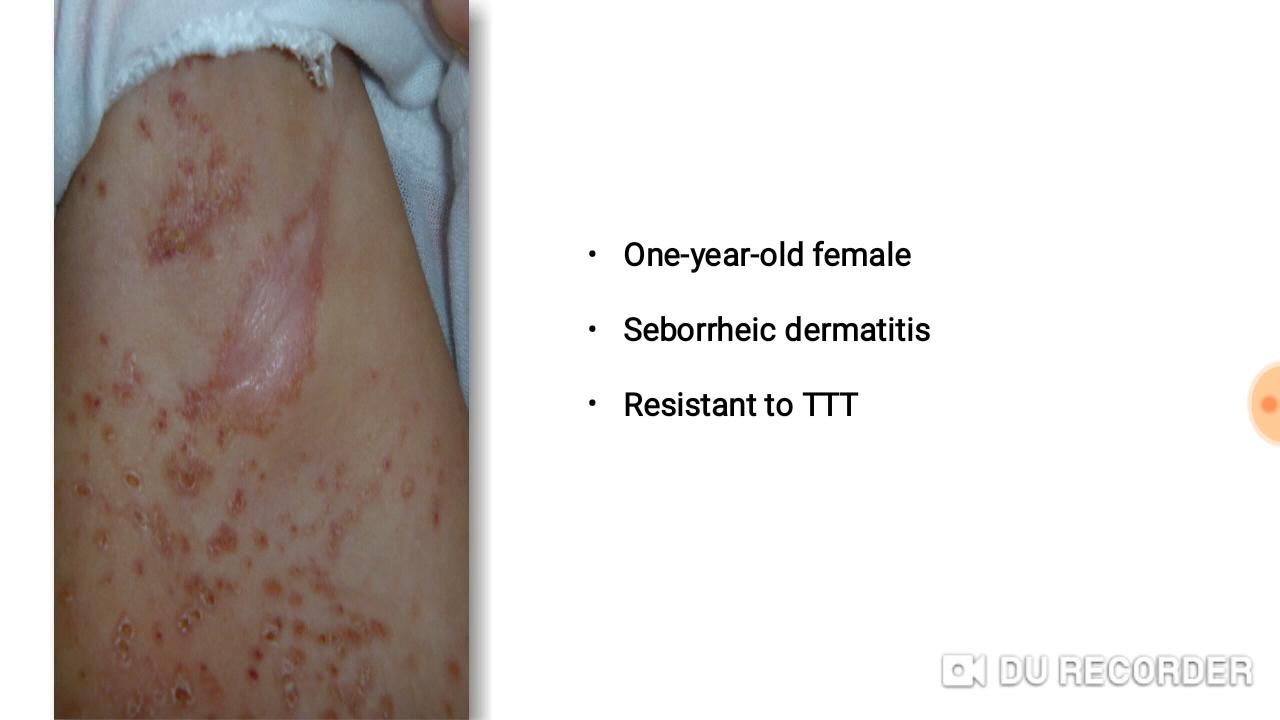 • One-year-old female
• Seborrheic dermatitis
• Resistant to TTT
DU RECORDER